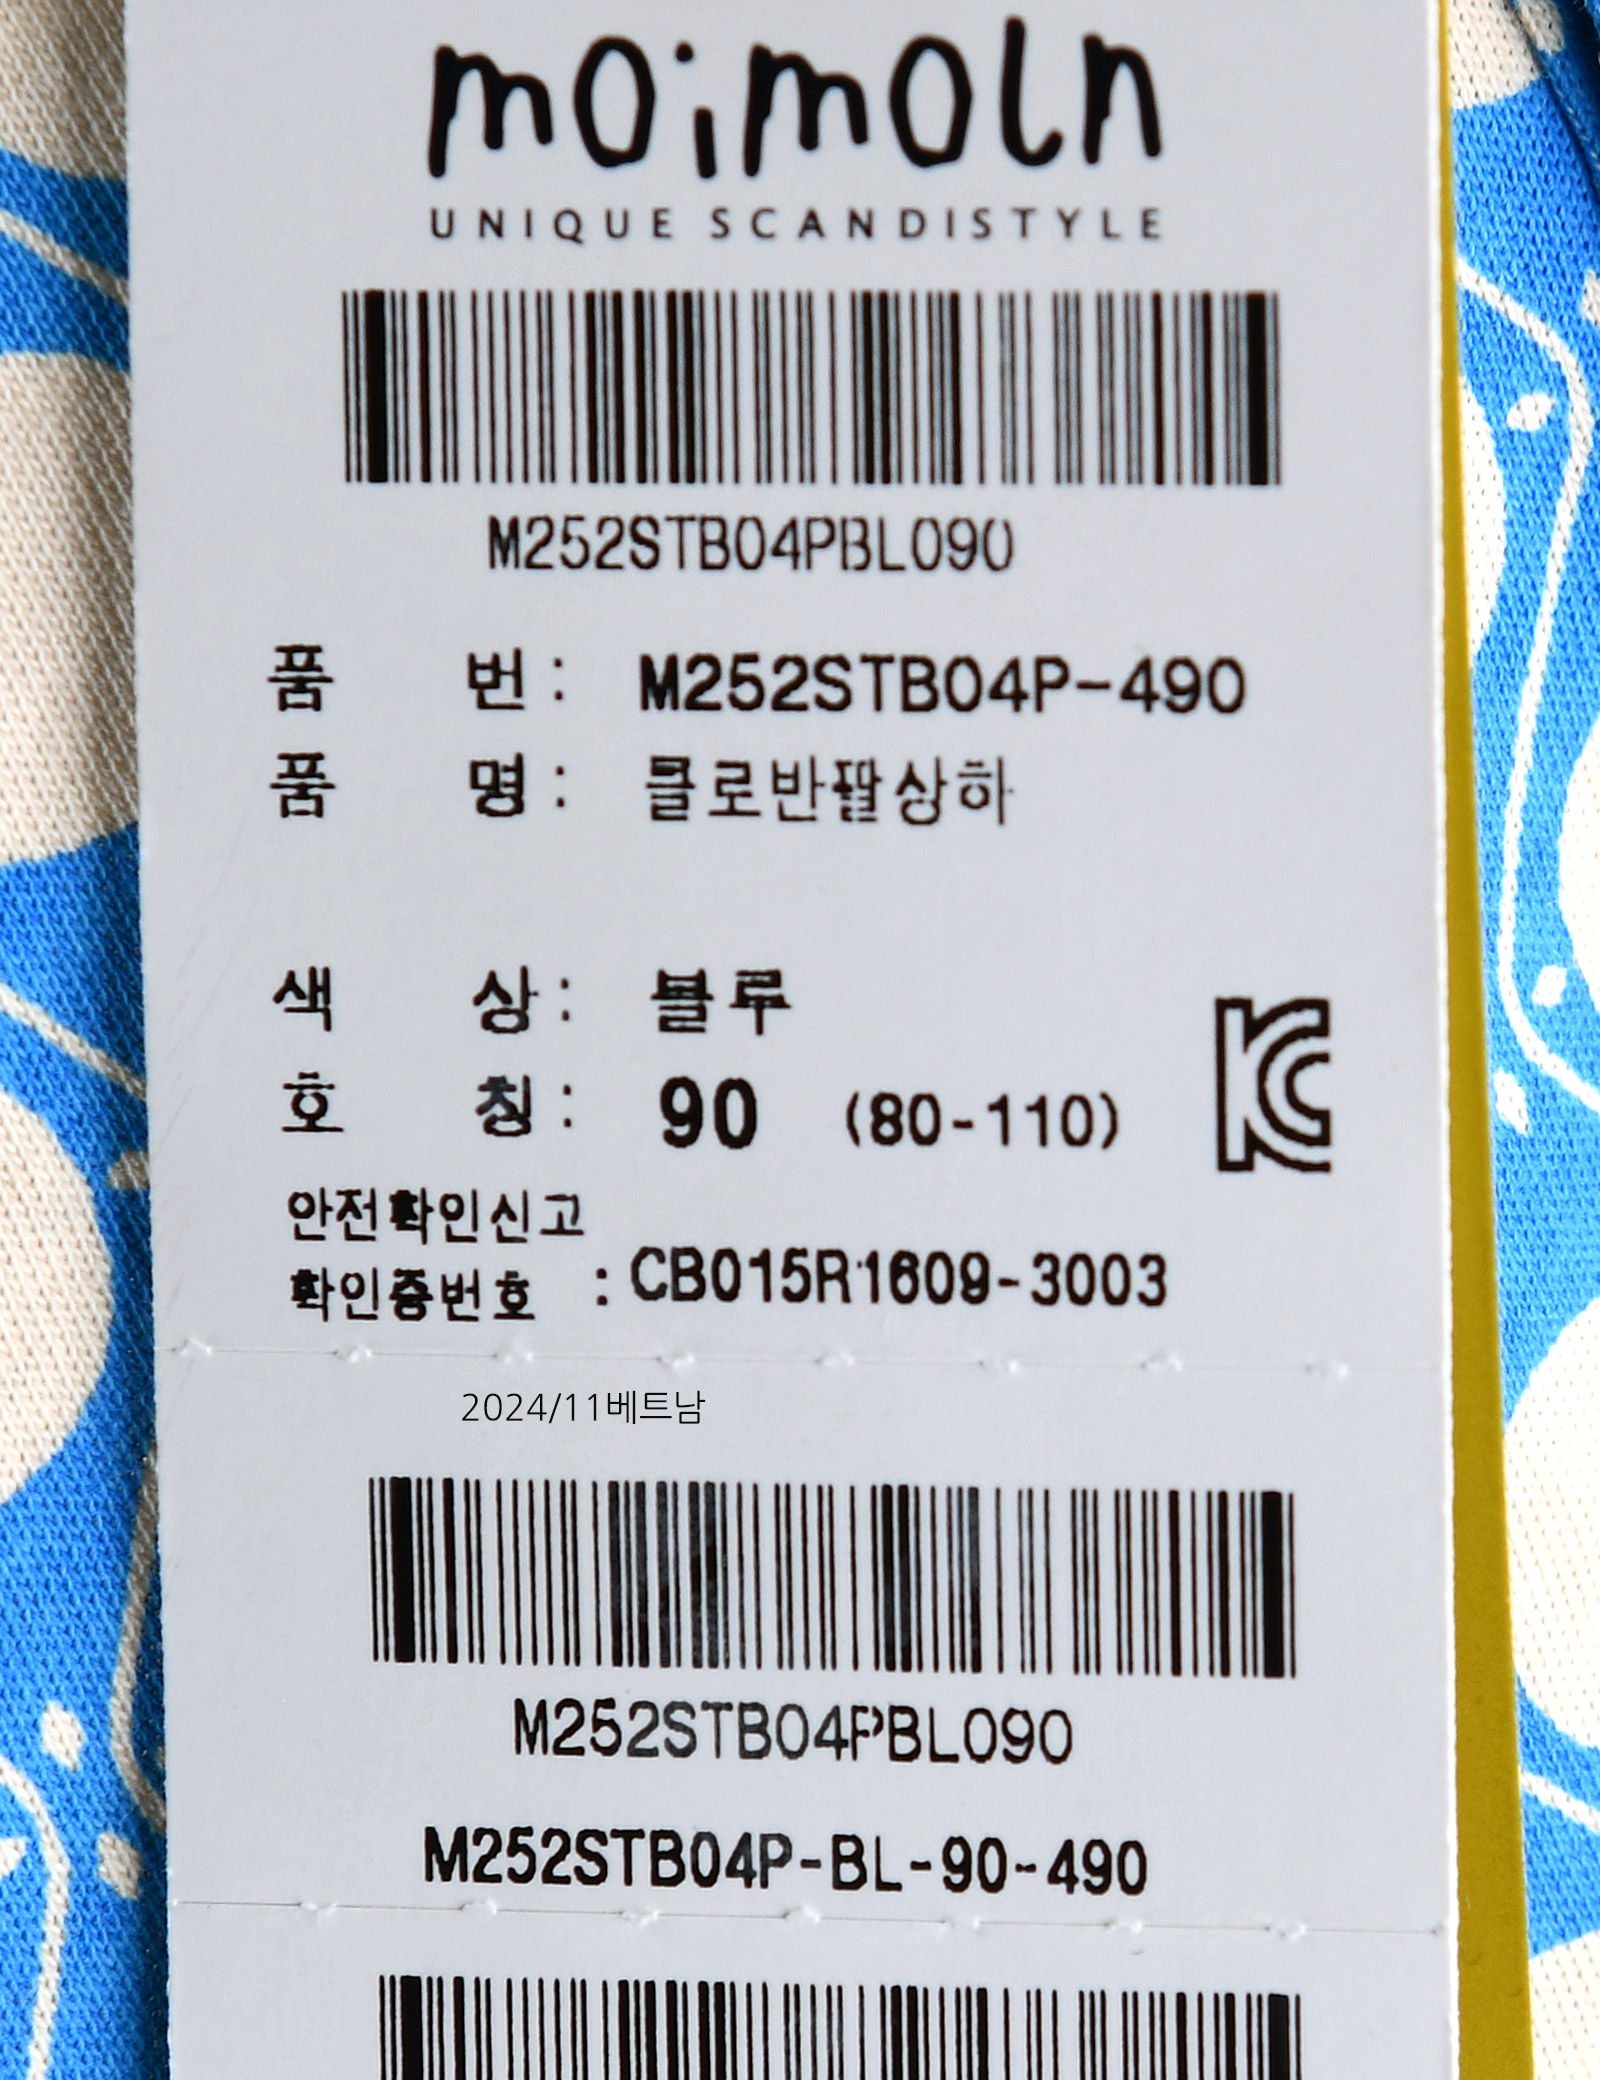 moimoln
UNIQUE SCANDISTYLE
M252STB04PBL090
품 번 : M252STB04P-490
품 명 : 클로반팔상하
색 상 : 블루
호 칭 : 90 (80-110)
안전확인신고
확인증번호 : CB015R1609-3003
2024/11베트남
M252STB04PBL090
M252STB04P-BL-90-490